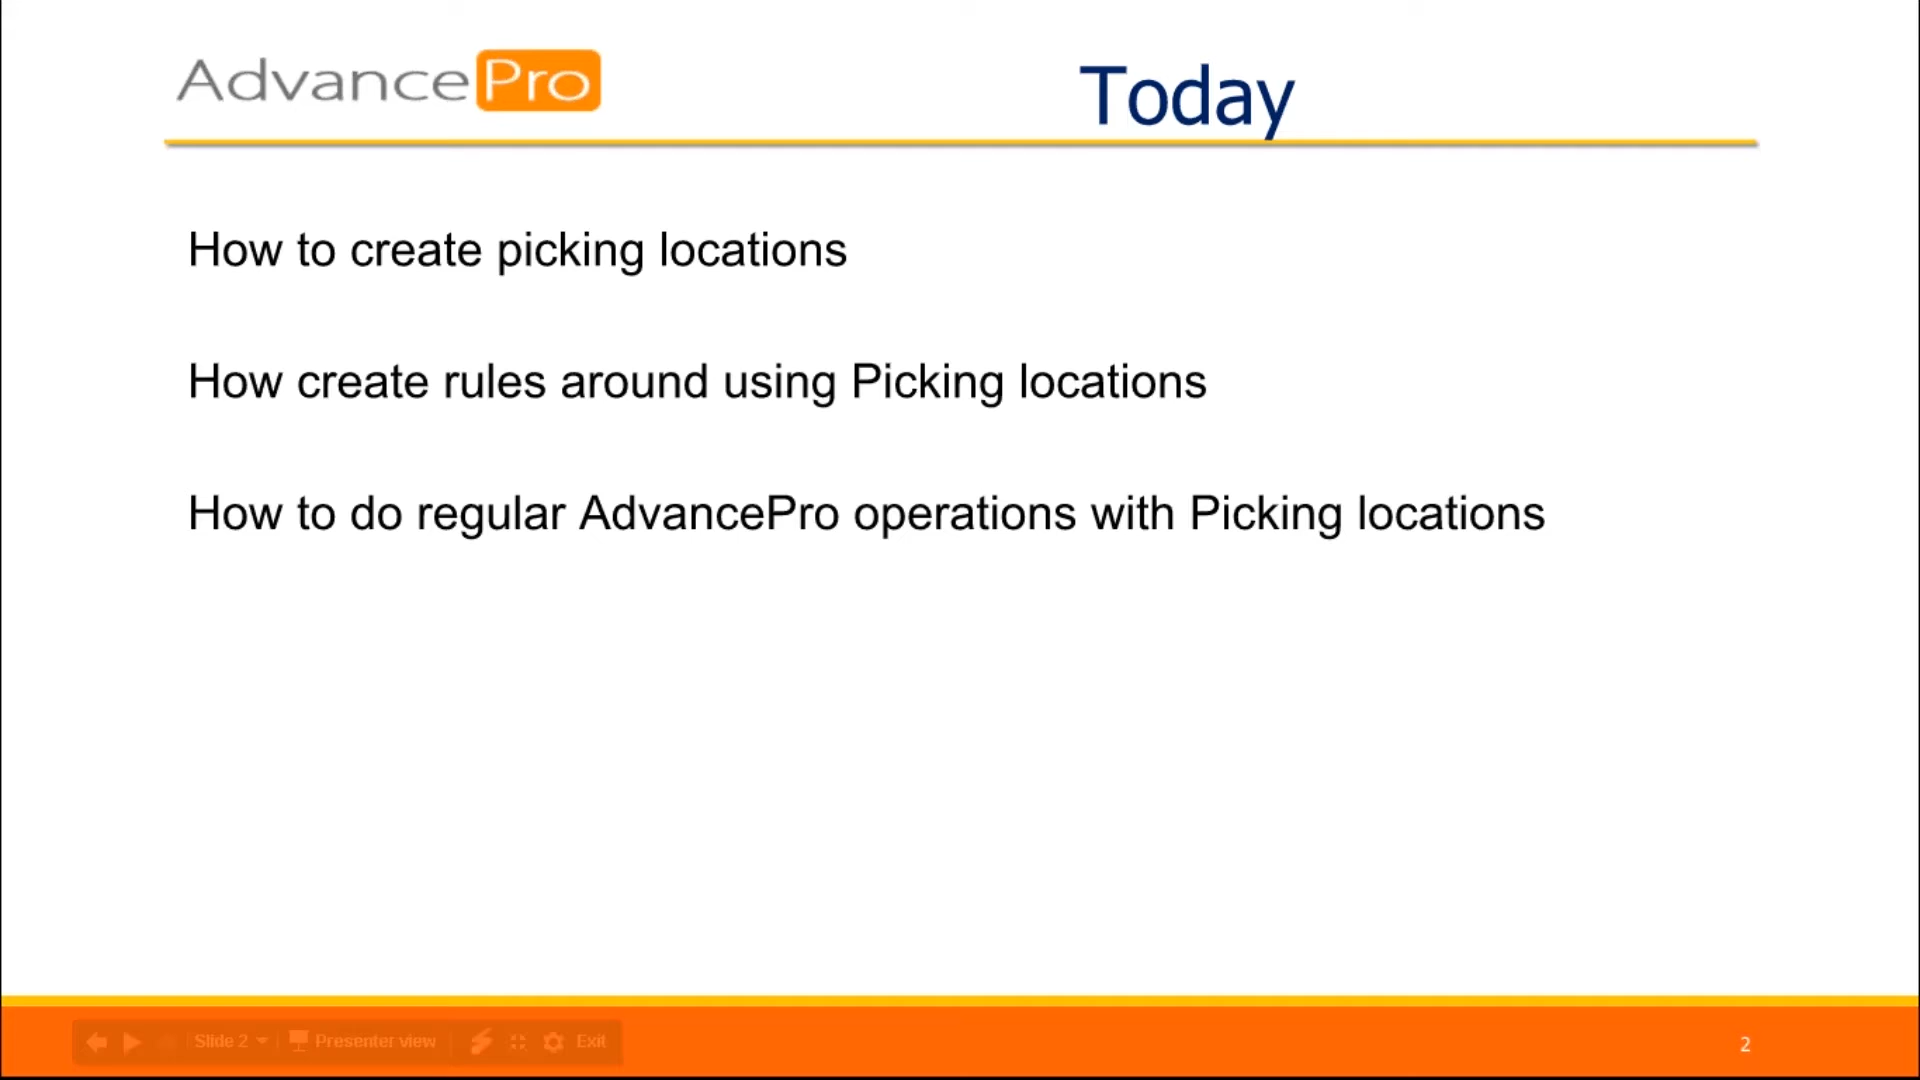 AdvancePro
Today
How to create picking locations
How create rules around using Picking locations
How to do regular AdvancePro operations with Picking locations
Slide 2 Presenter view Exit
2